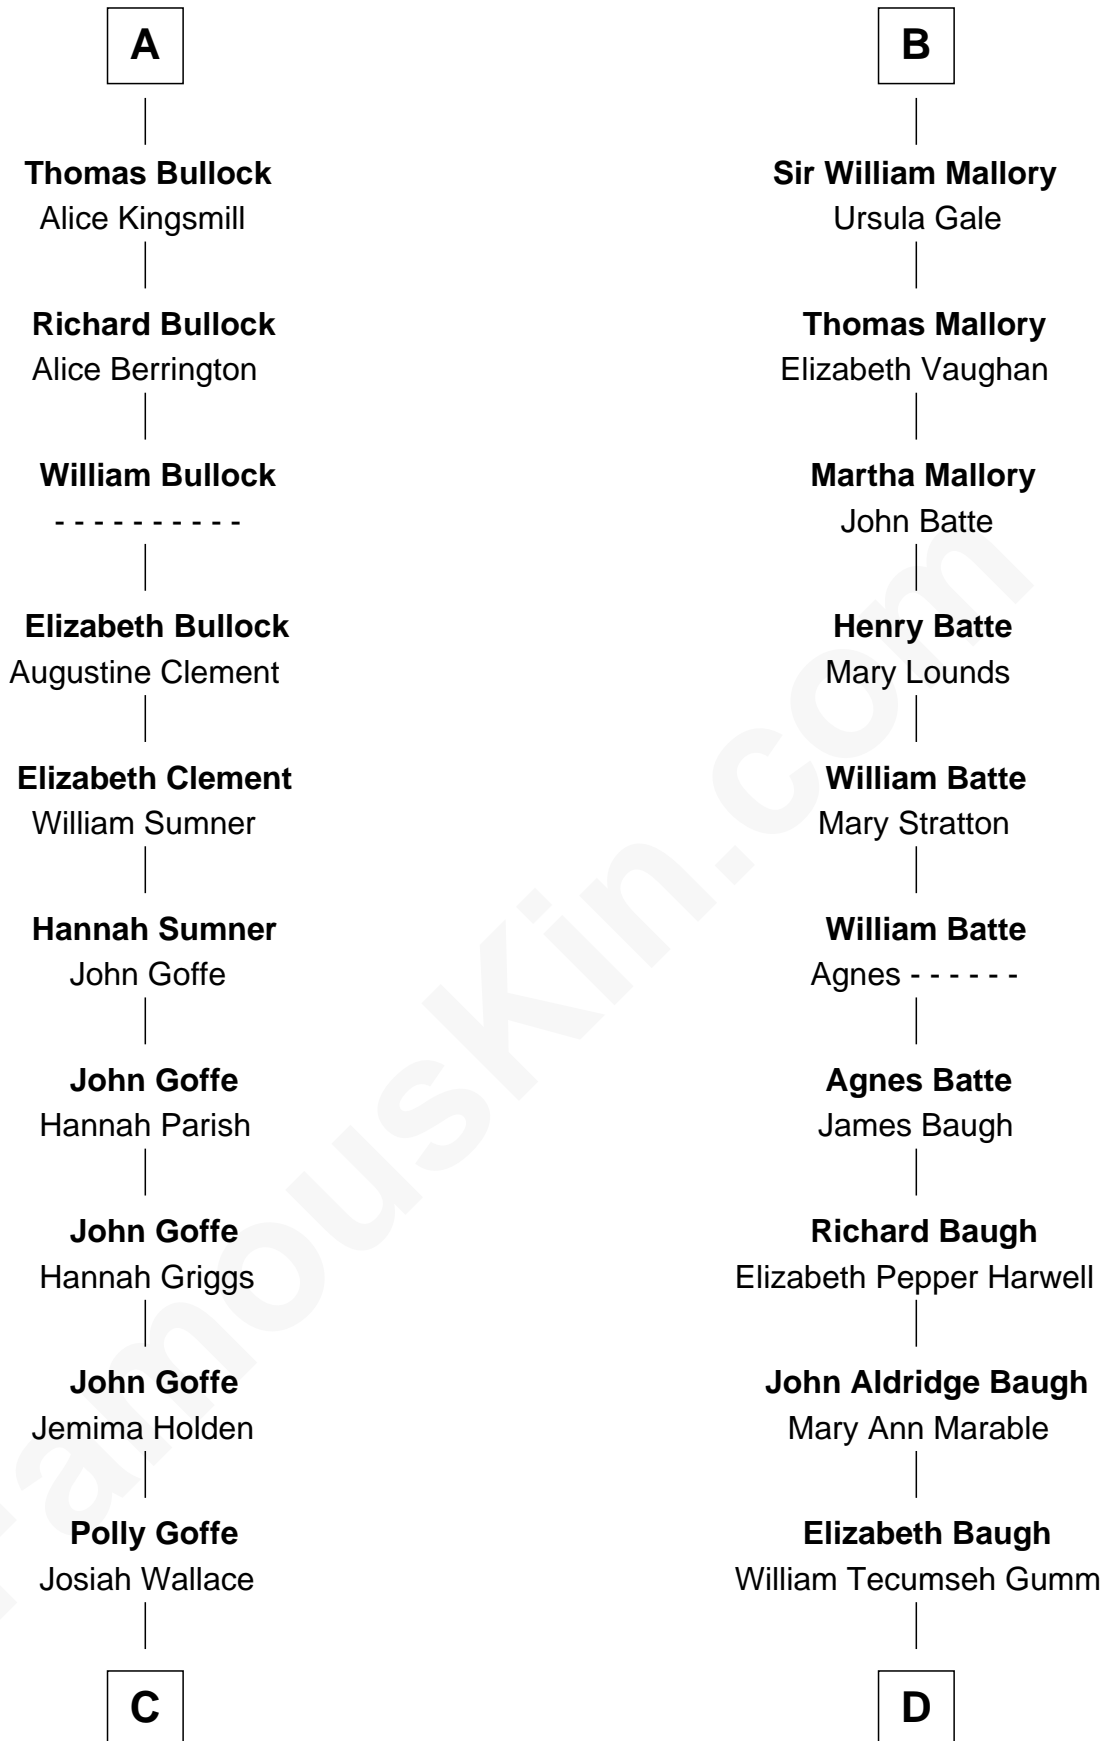 A
Thomas Bullock
Alice Kingsmill
Richard Bullock
Alice Berrington
William Bullock
- - - - - - - - - -
Elizabeth Bullock
Augustine Clement
Elizabeth Clement
William Sumner
Hannah Sumner
John Goffe
John Goffe
Hannah Parish
John Goffe
Hannah Griggs
John Goffe
Jemima Holden
Polly Goffe
Josiah Wallace
C
B
Sir William Mallory
Ursula Gale
Thomas Mallory
Elizabeth Vaughan
Martha Mallory
John Batte
Henry Batte
Mary Lounds
William Batte
Mary Stratton
William Batte
Agnes - - - - - -
Agnes Batte
James Baugh
Richard Baugh
Elizabeth Pepper Harwell
John Aldridge Baugh
Mary Ann Marable
Elizabeth Baugh
William Tecumseh Gumm
D
FamousKin.com